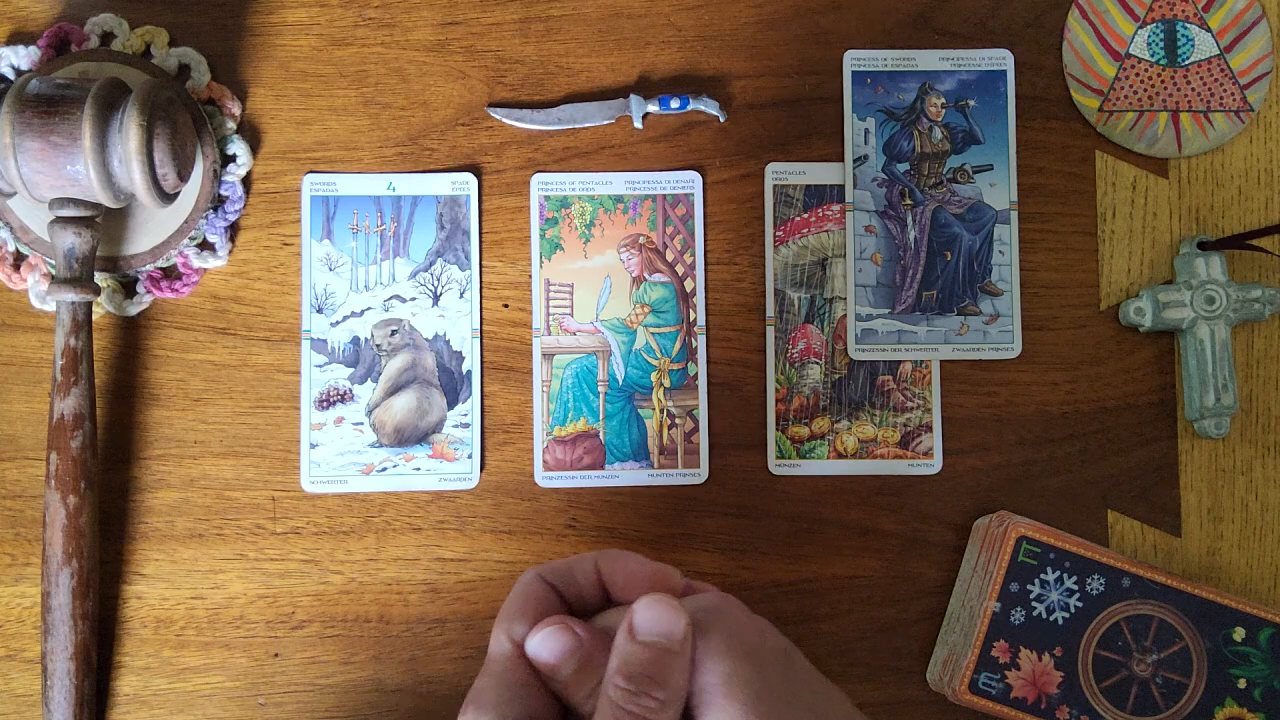 SWORDS 4 SPADE
ESPADAS EPÉES
SCHWERTER ZWAARDEN
PRINCESS OF PENTACLES PRINCIPESSA DI DENARI
PRINCESA DE OROS PRINCESSE DE DENIERS
PRINZESSIN DER MÜNZEN MUNTEN PRINSES
PENTACLES
OROS
MÜNZEN MUNTEN
PRINCESS OF SWORDS PRINCIPESSA DI SPADE
PRINCESA DE ESPADAS PRINCESSE D'EPÉES
PRINZESSIN DER SCHWERTER ZWAARDEN PRINSES